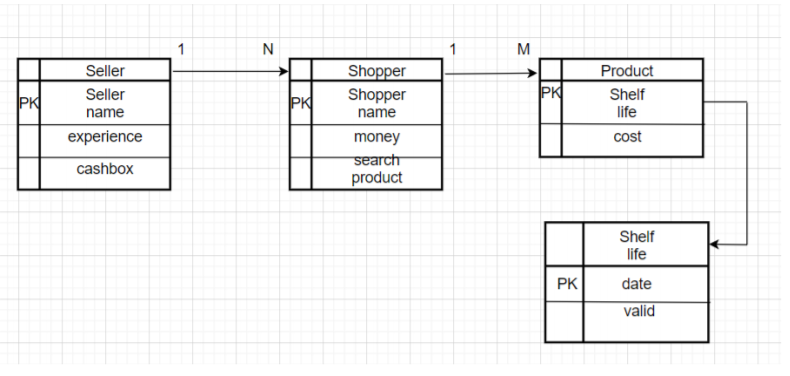 1
N
1
M
Seller
PK
Seller
name
experience
cashbox
Shopper
PK
Shopper
name
money
search
product
Product
PK
Shelf
life
cost
Shelf
life
PK
date
valid